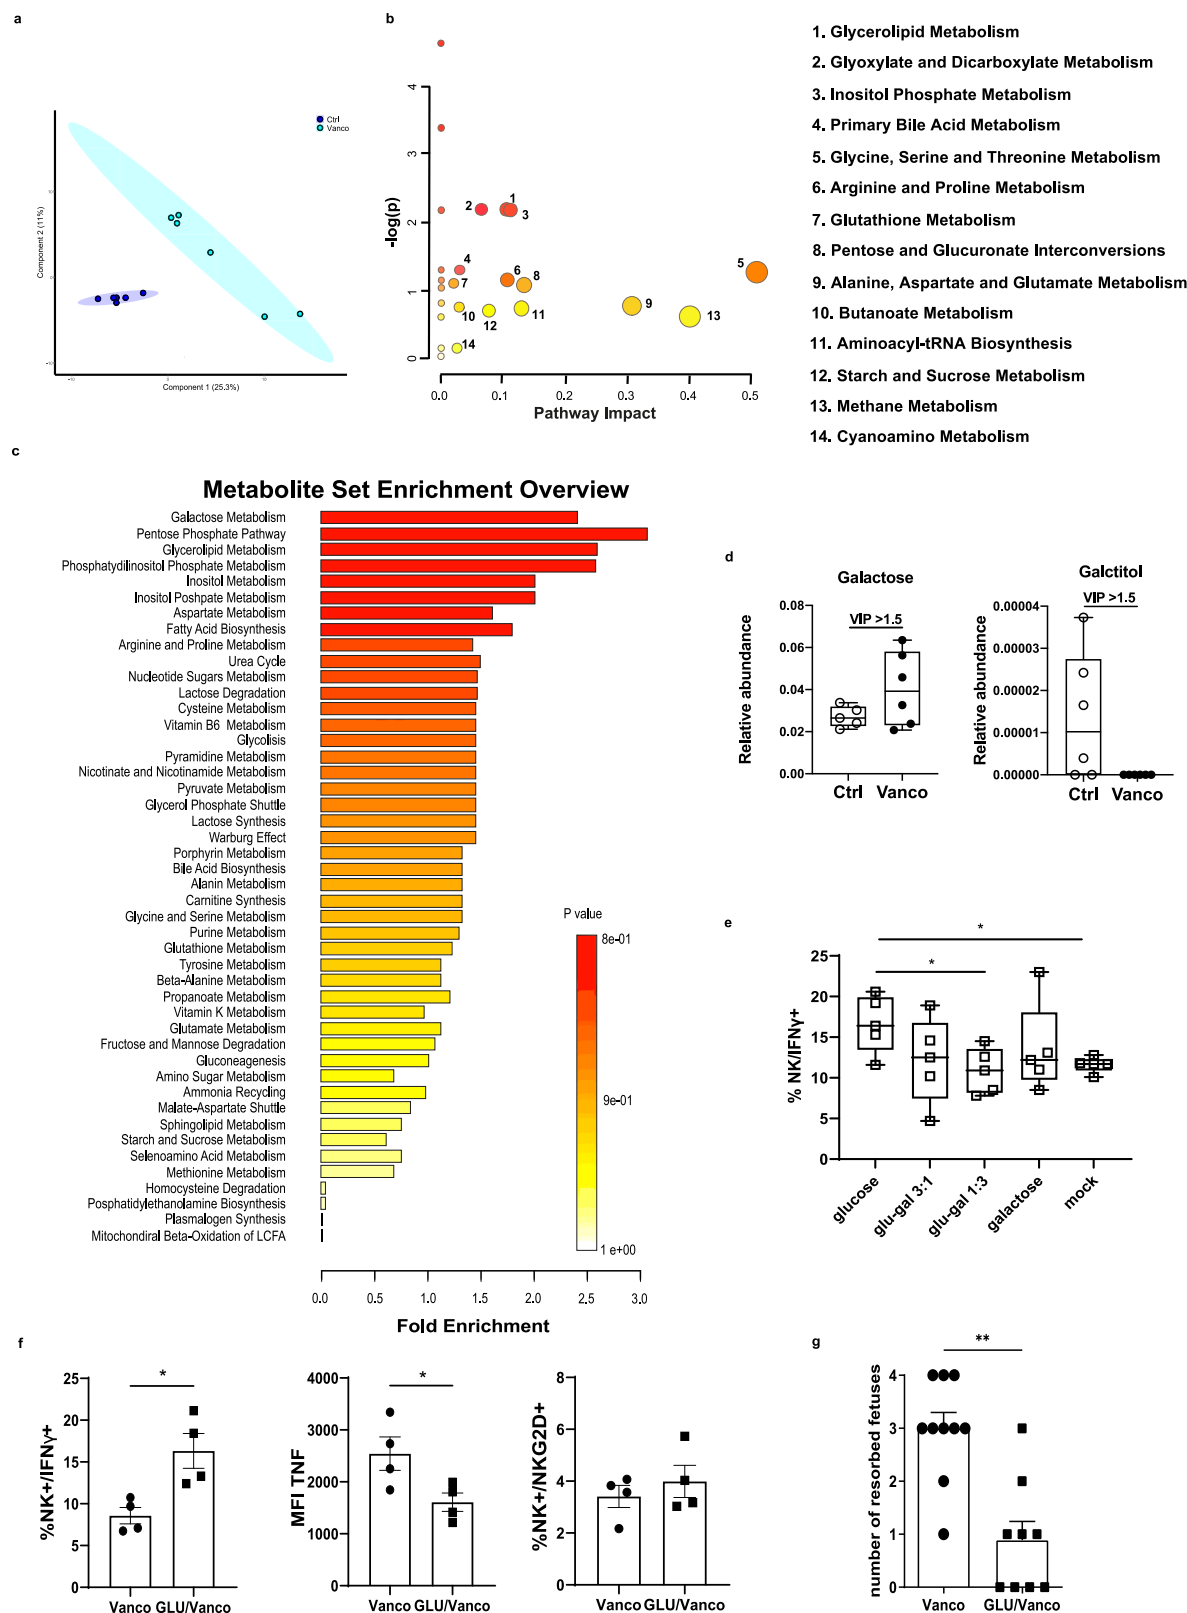 a
Ctrl
Vanco
Component 2 (11%)
10
0
-10
-10
0
10
Component 1 (25.3%)
b
-log(p)
4
3
2
1
0
0.0
0.1
0.2
0.3
0.4
0.5
Pathway Impact
1
2
3
4
5
6
7
8
9
10
11
12
13
14
1. Glycerolipid Metabolism
2. Glyoxylate and Dicarboxylate Metabolism
3. Inositol Phosphate Metabolism
4. Primary Bile Acid Metabolism
5. Glycine, Serine and Threonine Metabolism
6. Arginine and Proline Metabolism
7. Glutathione Metabolism
8. Pentose and Glucuronate Interconversions
9. Alanine, Aspartate and Glutamate Metabolism
10. Butanoate Metabolism
11. Aminoacyl-tRNA Biosynthesis
12. Starch and Sucrose Metabolism
13. Methane Metabolism
14. Cyanoamino Metabolism
c
Metabolite Set Enrichment Overview
Galactose Metabolism
Pentose Phosphate Pathway
Glycerolipid Metabolism
Phosphatydilinositol Phosphate Metabolism
Inositol Metabolism
Inositol Poshpate Metabolism
Aspartate Metabolism
Fatty Acid Biosynthesis
Arginine and Proline Metabolism
Urea Cycle
Nucleotide Sugars Metabolism
Lactose Degradation
Cysteine Metabolism
Vitamin B6 Metabolism
Glycolisis
Pyramidine Metabolism
Nicotinate and Nicotinamide Metabolism
Pyruvate Metabolism
Glycerol Phosphate Shuttle
Lactose Synthesis
Warburg Effect
Porphyrin Metabolism
Bile Acid Biosynthesis
Alanin Metabolism
Carnitine Synthesis
Glycine and Serine Metabolism
Purine Metabolism
Glutathione Metabolism
Tyrosine Metabolism
Beta-Alanine Metabolism
Propanoate Metabolism
Vitamin K Metabolism
Glutamate Metabolism
Fructose and Mannose Degradation
Gluconeagenesis
Amino Sugar Metabolism
Ammonia Recycling
Malate-Aspartate Shuttle
Sphingolipid Metabolism
Starch and Sucrose Metabolism
Selenoamino Acid Metabolism
Methionine Metabolism
Homocysteine Degradation
Posphatidylethanolamine Biosynthesis
Plasmalogen Synthesis
Mitochondiral Beta-Oxidation of LCFA
P value
8e-01
9e-01
1 e+00
0.0
0.5
1.0
1.5
2.0
2.5
3.0
Fold Enrichment
d
Galactose
VIP >1.5
Relative abundance
0.08
0.06
0.04
0.02
0.00
Ctrl
Vanco
Galctitol
VIP >1.5
Relative abundance
0.00004
0.00003
0.00002
0.00001
0.00000
Ctrl
Vanco
e
*
*
% NK/IFNγ+
25
20
15
10
5
0
glucose
glu-gal 3:1
glu-gal 1:3
galactose
mock
f
*
%NK+/IFNγ+
25
20
15
10
5
0
Vanco GLU/Vanco
*
MFI TNF
4000
3000
2000
1000
0
Vanco GLU/Vanco
%NK+/NKG2D+
8
6
4
2
0
Vanco GLU/Vanco
g
**
number of resorbed fetuses
4
3
2
1
0
Vanco GLU/Vanco